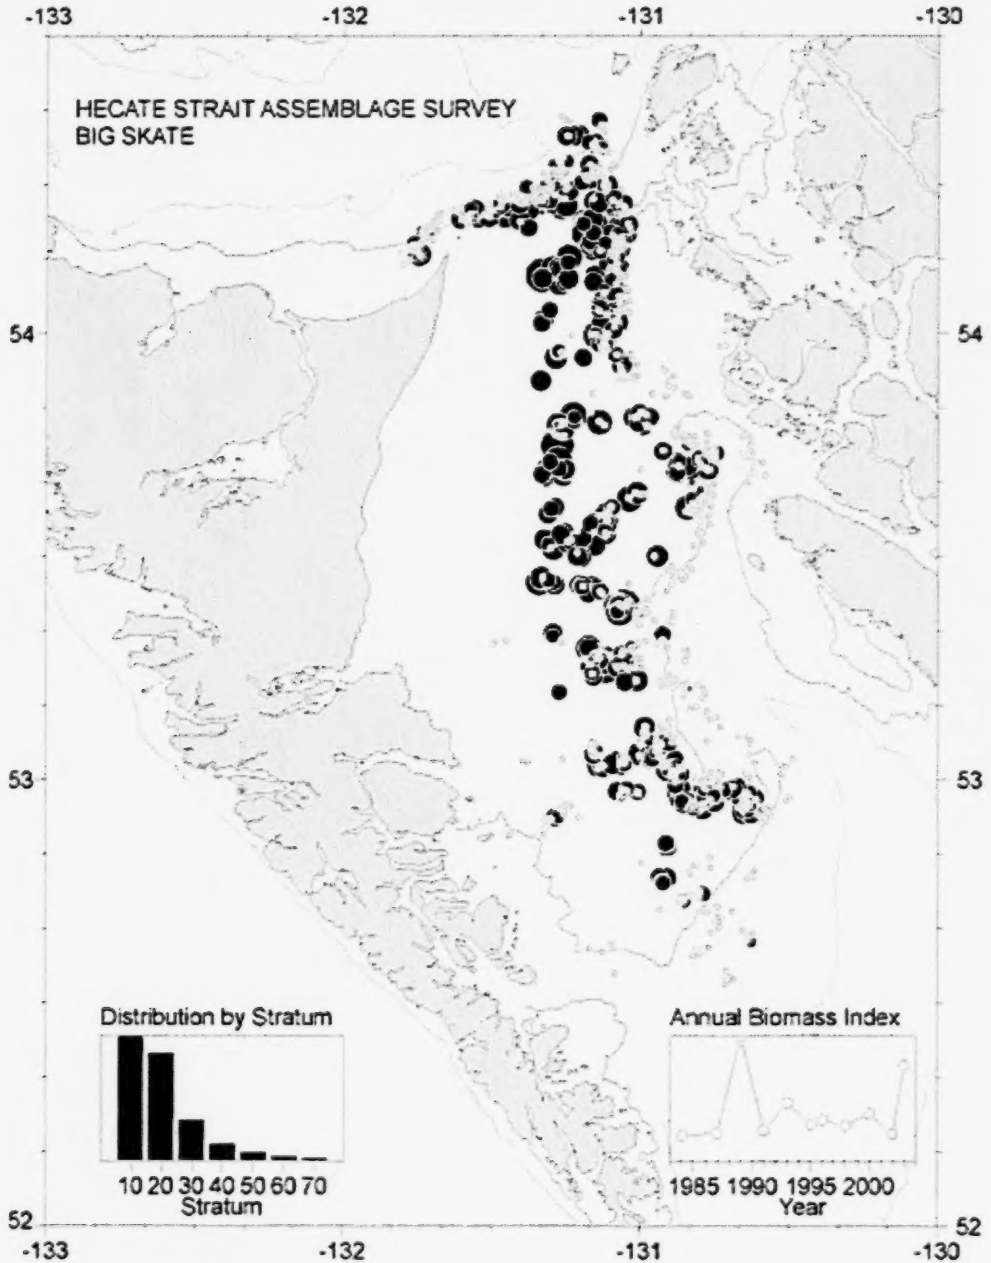 -133 -132 -131 -130
HECATE STRAIT ASSEMBLAGE SURVEY
BIG SKATE
54 54
53 53
Distribution by Stratum
10 20 30 40 50 60 70
Stratum
Annual Biomass Index
1985 1990 1995 2000
Year
52 52
-133 -132 -131 -130